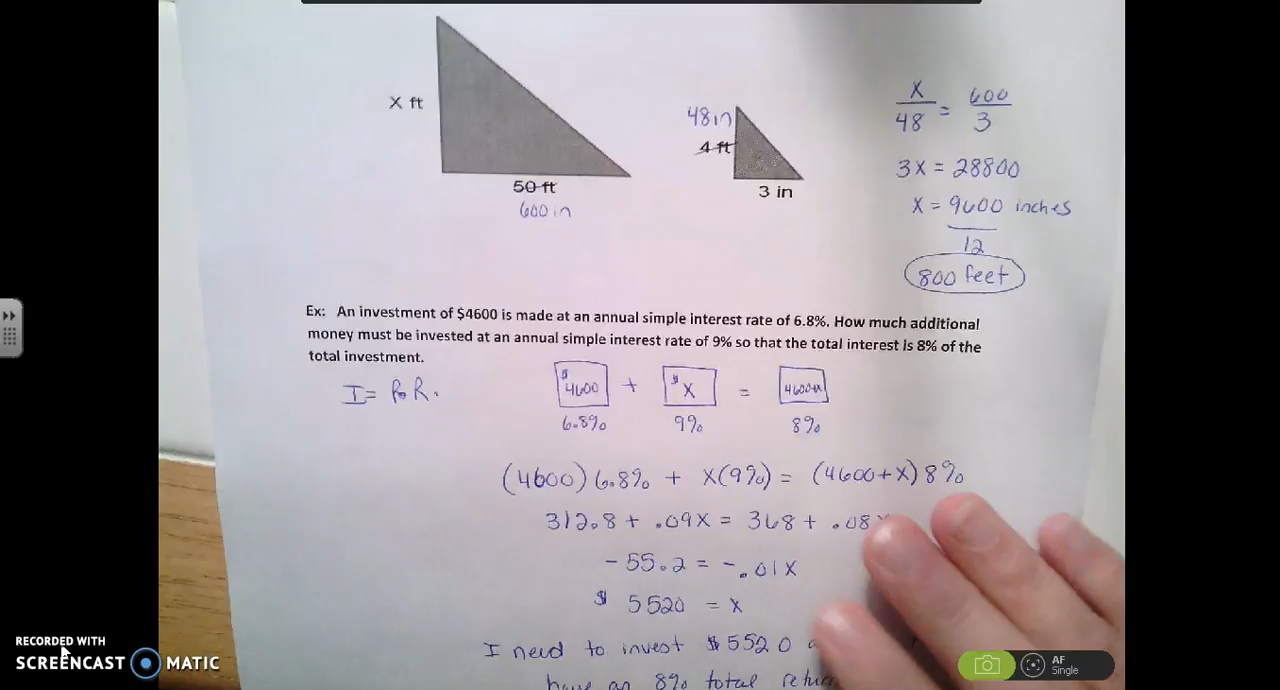 X ft
50 ft
600 in
48in
4 ft
3 in
X/48 = 600/3
3X = 28800
X = 9600 inches
12
800 feet
Ex: An investment of $4600 is made at an annual simple interest rate of 6.8%. How much additional
money must be invested at an annual simple interest rate of 9% so that the total interest is 8% of the
total investment.
I = P∘R.
$4600 + $X = 4600+X
6.8% 9% 8%
(4600) 6.8% + X(9%) = (4600+X) 8%
312.8 + .09X = 368 + .08X
-55.2 = -.01X
$ 5520 = X
I need to invest $5520
have an 8% total return
RECORDED WITH
SCREENCAST MATIC
AF
Single